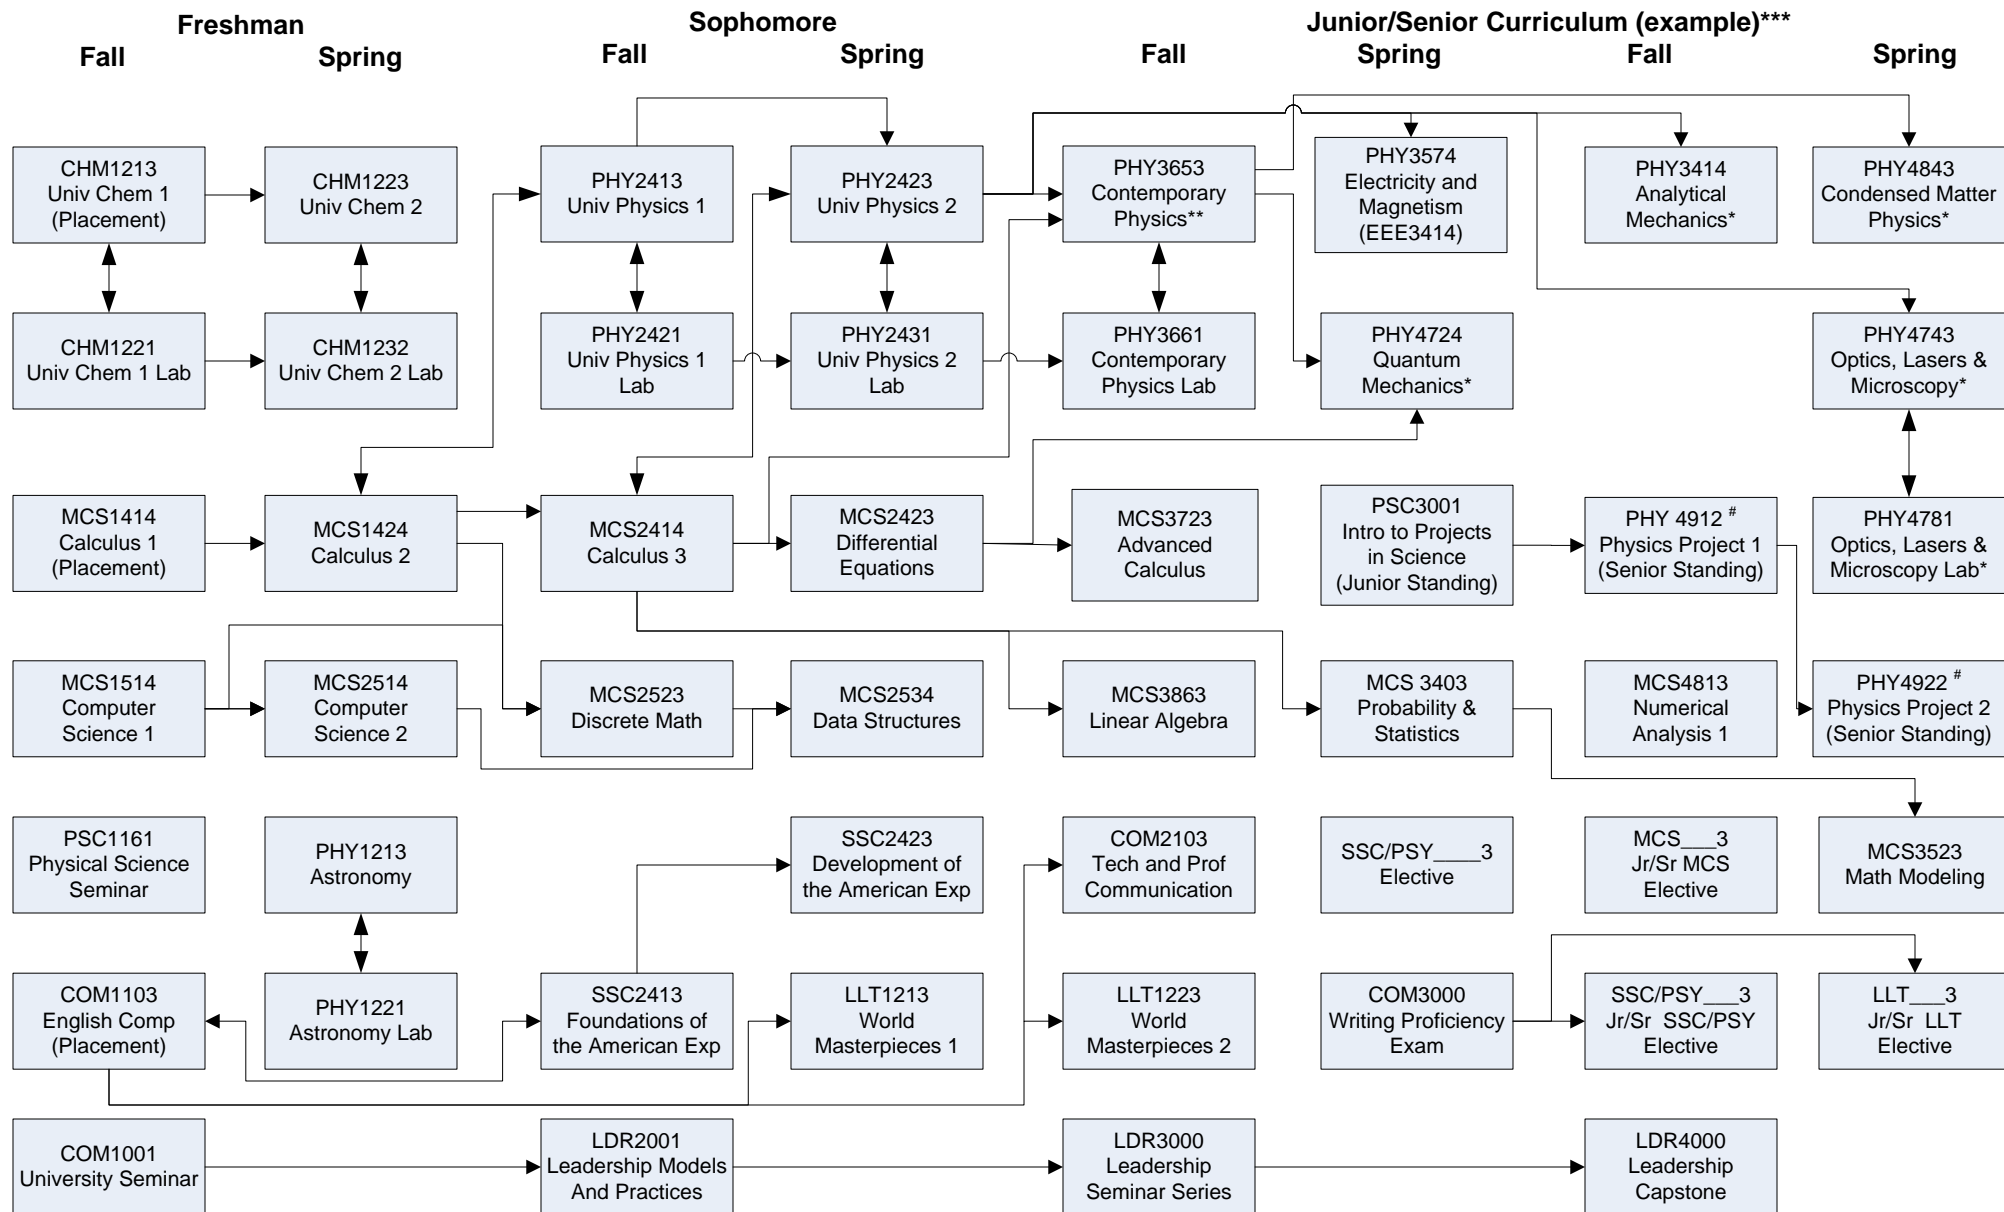 Freshman
Sophomore
Junior/Senior Curriculum (example)***
Fall
Spring
Fall
Spring
Fall
Spring
Fall
Spring
CHM1213
Univ Chem 1
(Placement)
CHM1223
Univ Chem 2
PHY2413
Univ Physics 1
PHY2423
Univ Physics 2
PHY3653
Contemporary
Physics**
PHY3574
Electricity and
Magnetism
(EEE3414)
PHY3414
Analytical
Mechanics*
PHY4843
Condensed Matter
Physics*
CHM1221
Univ Chem 1 Lab
CHM1232
Univ Chem 2 Lab
PHY2421
Univ Physics 1
Lab
PHY2431
Univ Physics 2
Lab
PHY3661
Contemporary
Physics Lab
PHY4724
Quantum
Mechanics*
PHY4743
Optics, Lasers &
Microscopy*
MCS1414
Calculus 1
(Placement)
MCS1424
Calculus 2
MCS2414
Calculus 3
MCS2423
Differential
Equations
MCS3723
Advanced
Calculus
PSC3001
Intro to Projects
in Science
(Junior Standing)
PHY 4912 #
Physics Project 1
(Senior Standing)
PHY4781
Optics, Lasers &
Microscopy Lab*
MCS1514
Computer
Science 1
MCS2514
Computer
Science 2
MCS2523
Discrete Math
MCS2534
Data Structures
MCS3863
Linear Algebra
MCS 3403
Probability &
Statistics
MCS4813
Numerical
Analysis 1
PHY4922 #
Physics Project 2
(Senior Standing)
PSC1161
Physical Science
Seminar
PHY1213
Astronomy
SSC2423
Development of
the American Exp
COM2103
Tech and Prof
Communication
SSC/PSY____3
Elective
MCS___3
Jr/Sr MCS
Elective
MCS3523
Math Modeling
COM1103
English Comp
(Placement)
PHY1221
Astronomy Lab
SSC2413
Foundations of
the American Exp
LLT1213
World
Masterpieces 1
LLT1223
World
Masterpieces 2
COM3000
Writing Proficiency
Exam
SSC/PSY___3
Jr/Sr SSC/PSY
Elective
LLT___3
Jr/Sr LLT
Elective
COM1001
University Seminar
LDR2001
Leadership Models
And Practices
LDR3000
Leadership
Seminar Series
LDR4000
Leadership
Capstone